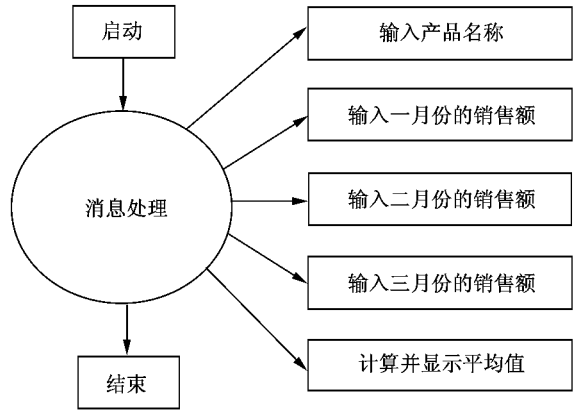 启动
输入产品名称
输入一月份的销售额
消息处理
输入二月份的销售额
输入三月份的销售额
计算并显示平均值
结束